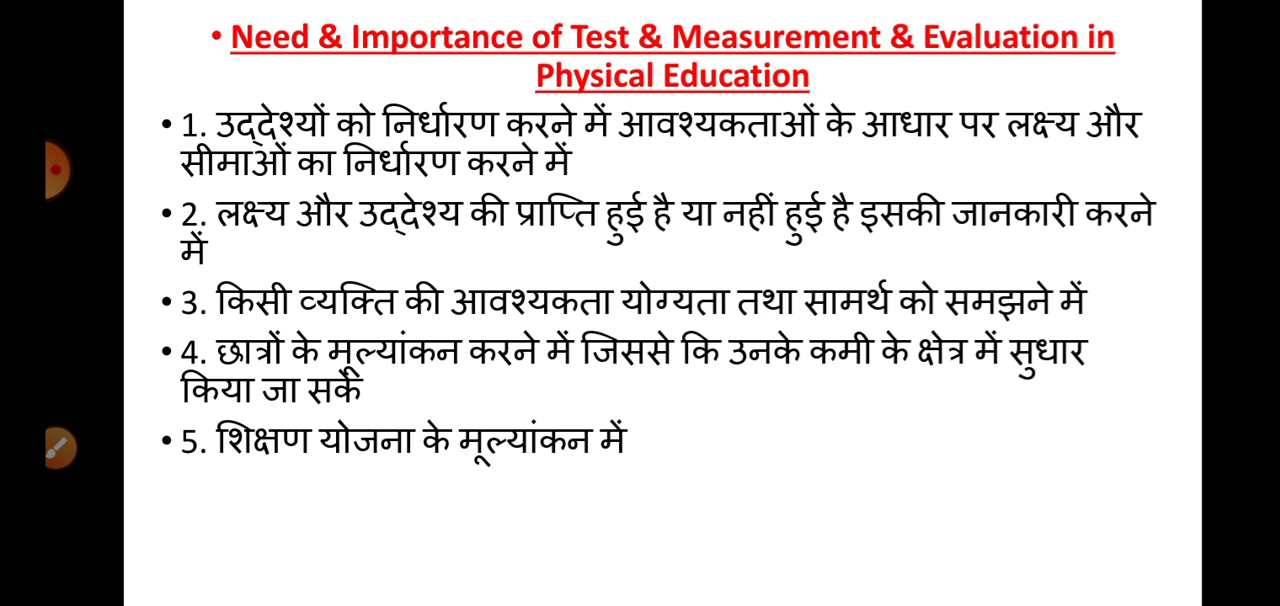 • Need & Importance of Test & Measurement & Evaluation in
Physical Education
• 1. उद्देश्यों को निर्धारण करने में आवश्यकताओं के आधार पर लक्ष्य और
सीमाओं का निर्धारण करने में
• 2. लक्ष्य और उद्देश्य की प्राप्ति हुई है या नहीं हुई है इसकी जानकारी करने
में
• 3. किसी व्यक्ति की आवश्यकता योग्यता तथा सामर्थ को समझने में
• 4. छात्रों के मूल्यांकन करने में जिससे कि उनके कमी के क्षेत्र में सुधार
किया जा सकें
• 5. शिक्षण योजना के मूल्यांकन में